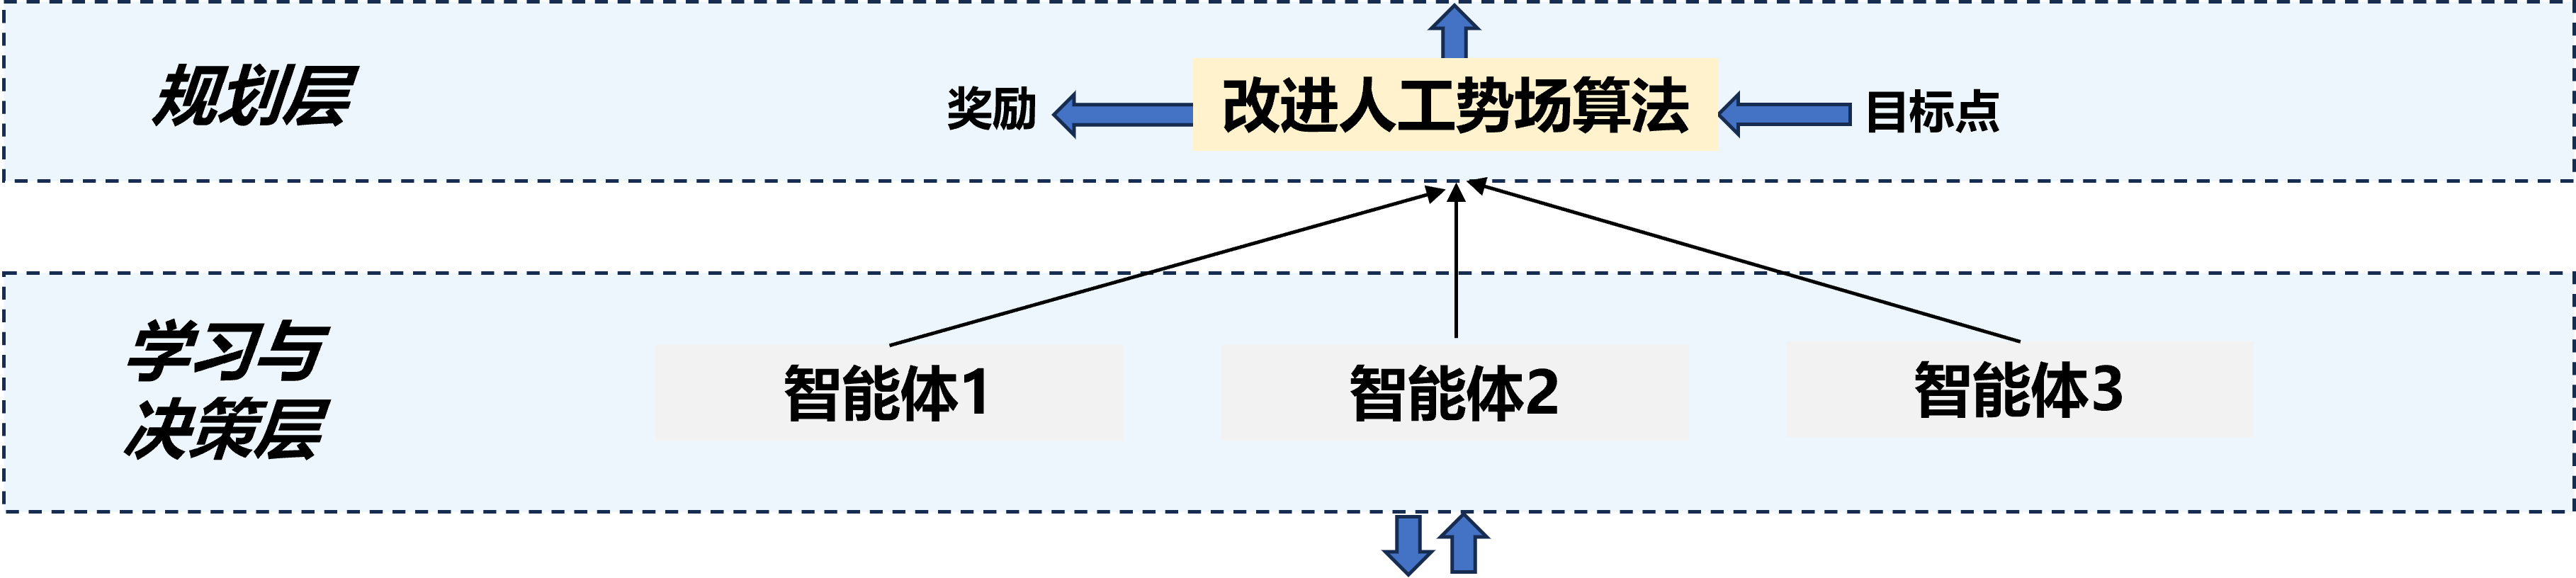 规划层
奖励
改进人工势场算法
目标点
学习与
决策层
智能体1
智能体2
智能体3